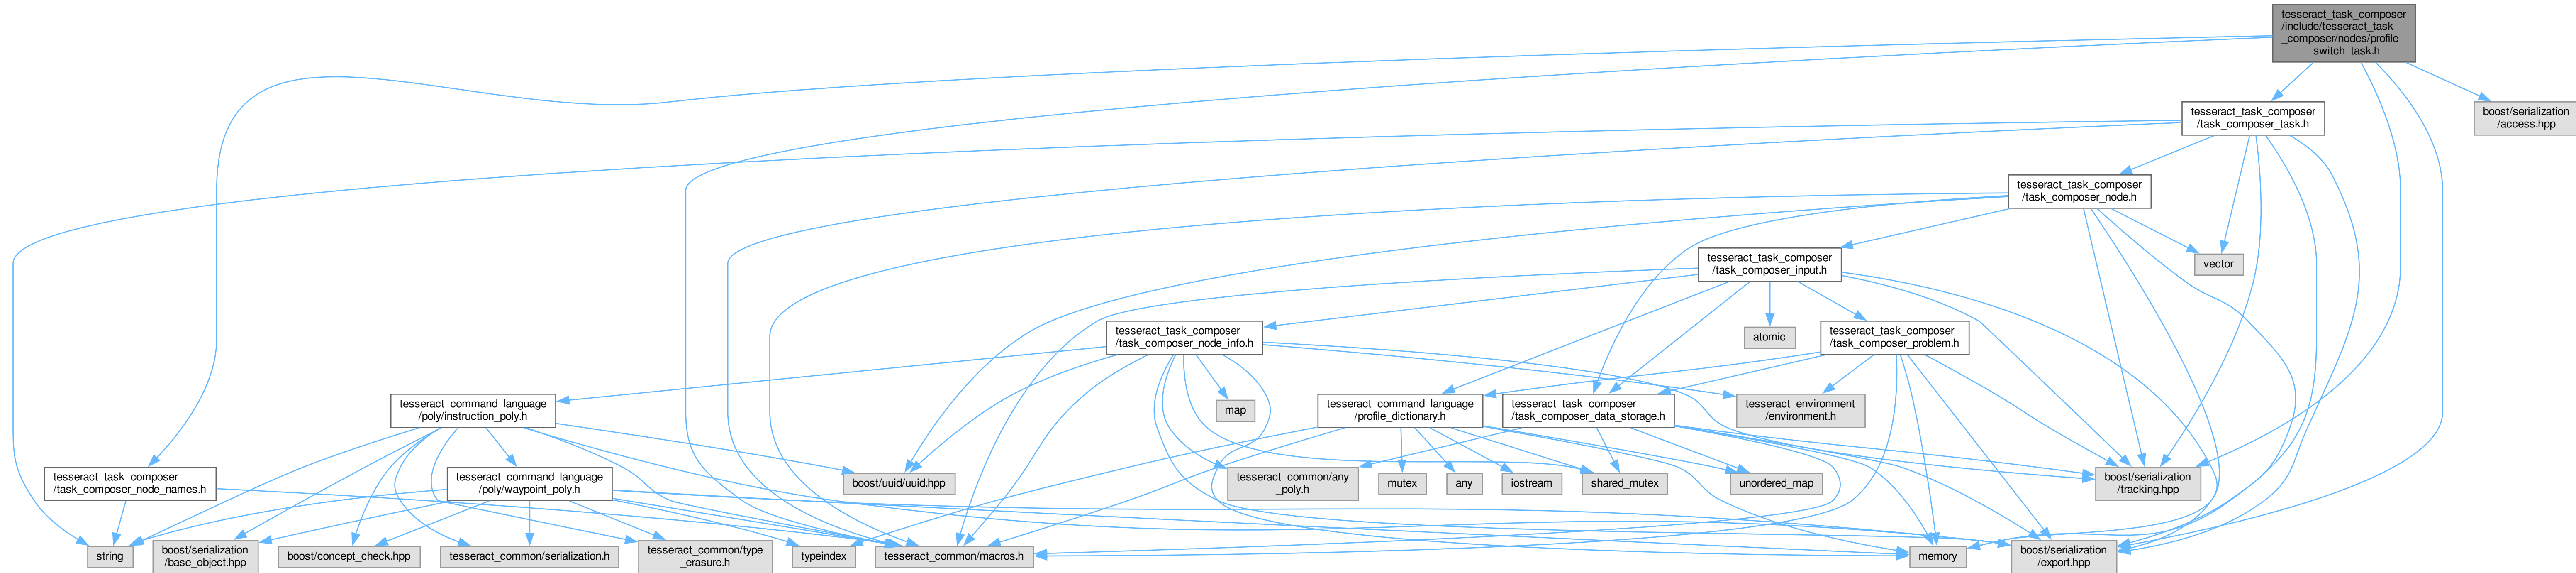 tesseract_task_composer
/include/tesseract_task
_composer/nodes/profile
_switch_task.h
tesseract_task_composer
/task_composer_task.h
boost/serialization
/access.hpp
tesseract_task_composer
/task_composer_node.h
tesseract_task_composer
/task_composer_input.h
vector
tesseract_task_composer
/task_composer_node_info.h
atomic
tesseract_task_composer
/task_composer_problem.h
tesseract_command_language
/poly/instruction_poly.h
map
tesseract_command_language
/profile_dictionary.h
tesseract_task_composer
/task_composer_data_storage.h
tesseract_environment
/environment.h
tesseract_task_composer
/task_composer_node_names.h
tesseract_command_language
/poly/waypoint_poly.h
boost/uuid/uuid.hpp
tesseract_common/any
_poly.h
mutex
any
iostream
shared_mutex
unordered_map
boost/serialization
/tracking.hpp
string
boost/serialization
/base_object.hpp
boost/concept_check.hpp
tesseract_common/serialization.h
tesseract_common/type
_erasure.h
typeindex
tesseract_common/macros.h
memory
boost/serialization
/export.hpp